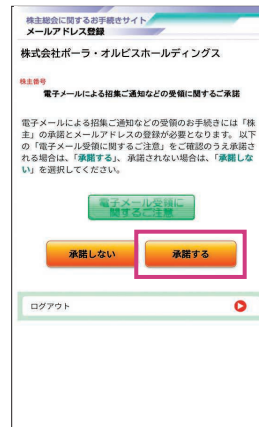 株主総会に関するお手続きサイト
メールアドレス登録
株式会社ポーラ・オルビスホールディングス
株主番号
電子メールによる招集ご通知などの受領に関するご承諾
電子メールによる招集ご通知などの受領のお手続きには「株
主」の承諾とメールアドレスの登録が必要となります。以下
の「電子メール受領に関するご注意」をご確認のうえ承諾さ
れる場合は、「承諾する」、承諾されない場合は、「承諾しな
い」を選択してください。
電子メール受領に
関するご注意
承諾しない
承諾する
ログアウト